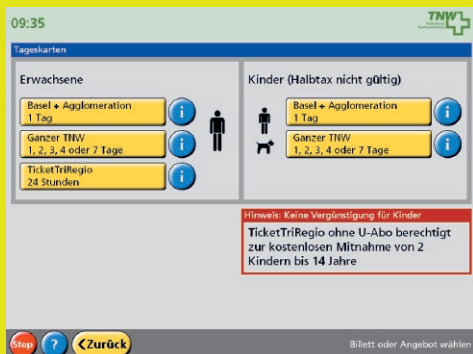 09:35
TNW
Tageskarten
Erwachsene
Basel + Agglomeration
1 Tag
i
Ganzer TNW
1, 2, 3, 4 oder 7 Tage
i
TicketTriRegio
24 Stunden
i
Kinder (Halbtax nicht gültig)
Basel + Agglomeration
1 Tag
i
Ganzer TNW
1, 2, 3, 4 oder 7 Tage
i
Hinweis: Keine Vergünstigung für Kinder
TicketTriRegio ohne U-Abo berechtigt
zur kostenlosen Mitnahme von 2
Kindern bis 14 Jahre
Stop
?
Zurück
Billett oder Angebot wählen